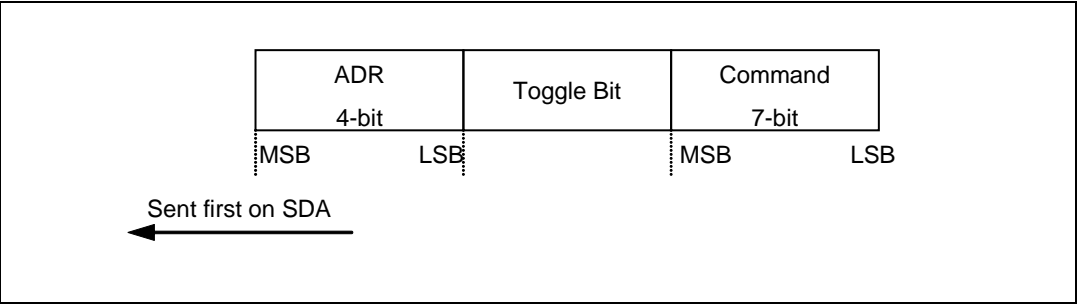 ADR
4-bit
Toggle Bit
Command
7-bit
MSB LSB MSB LSB
Sent first on SDA